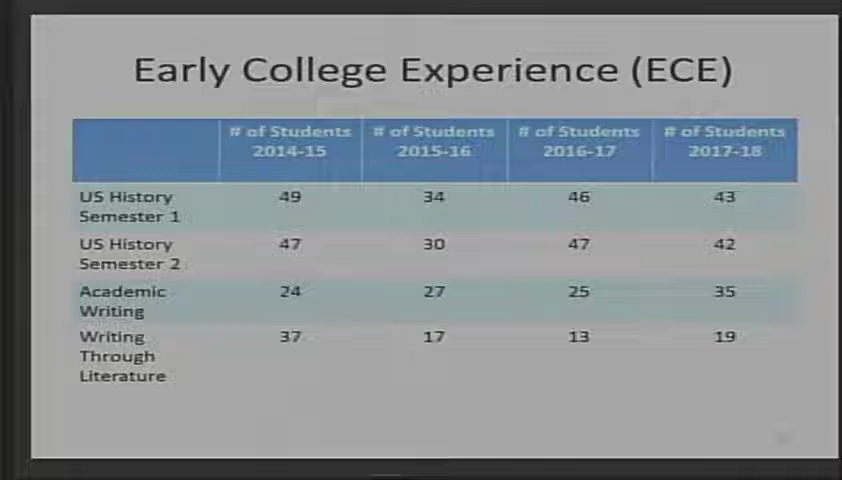 Early College Experience (ECE)
# of Students # of Students # of Students # of Students
2014-15 2015-16 2016-17 2017-18
US History 49 34 46 43
Semester 1
US History 47 30 47 42
Semester 2
Academic 24 27 25 35
Writing
Writing 37 17 13 19
Through
Literature